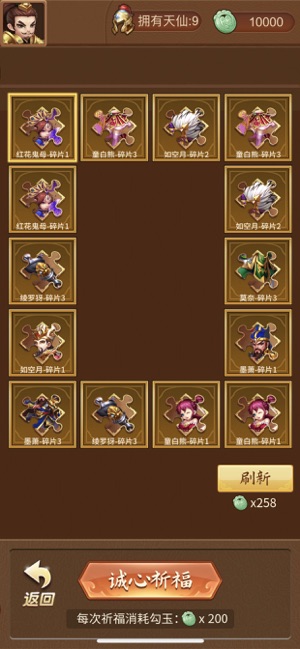 拥有天仙:9
10000
红花鬼母-碎片1
童白熊-碎片3
如空月-碎片2
童白熊-碎片3
红花鬼母-碎片1
如空月-碎片2
绫罗猂-碎片3
莫奈-碎片3
如空月-碎片1
墨萧-碎片1
墨萧-碎片3
绫罗猂-碎片3
童白熊-碎片1
童白熊-碎片1
刷新
x258
返回
诚心祈福
每次祈福消耗勾玉:
x 200